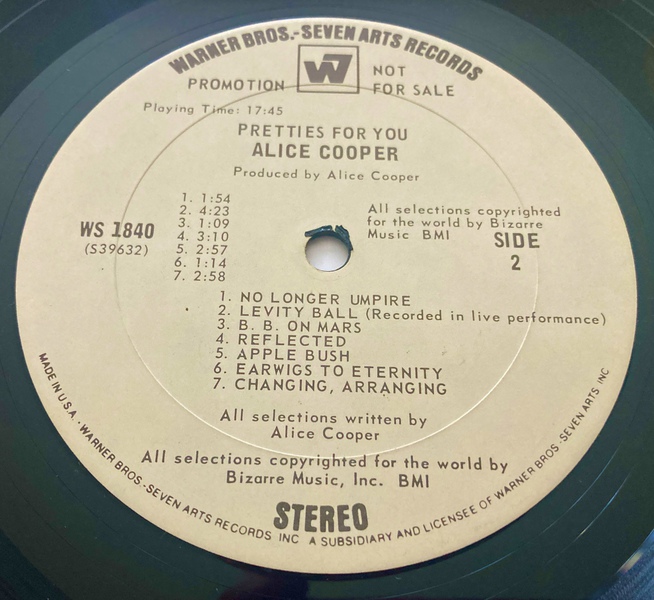 WARNER BROS.-SEVEN ARTS RECORDS
W7
PROMOTION
NOT
FOR SALE
Playing Time: 17:45
PRETTIES FOR YOU
ALICE COOPER
Produced by Alice Cooper
1. 1:54
2. 4:23
3. 1:09
4. 3:10
5. 2:57
6. 1:14
7. 2:58
WS 1840
(S39632)
All selections copyrighted
for the world by Bizarre
Music BMI
SIDE
2
1. NO LONGER UMPIRE
2. LEVITY BALL (Recorded in live performance)
3. B. B. ON MARS
4. REFLECTED
5. APPLE BUSH
6. EARWIGS TO ETERNITY
7. CHANGING, ARRANGING
All selections written by
Alice Cooper
All selections copyrighted for the world by
Bizarre Music, Inc. BMI
STEREO
MADE IN U.S.A. · WARNER BROS.-SEVEN ARTS RECORDS INC A SUBSIDIARY AND LICENSEE OF WARNER BROS.-SEVEN ARTS INC